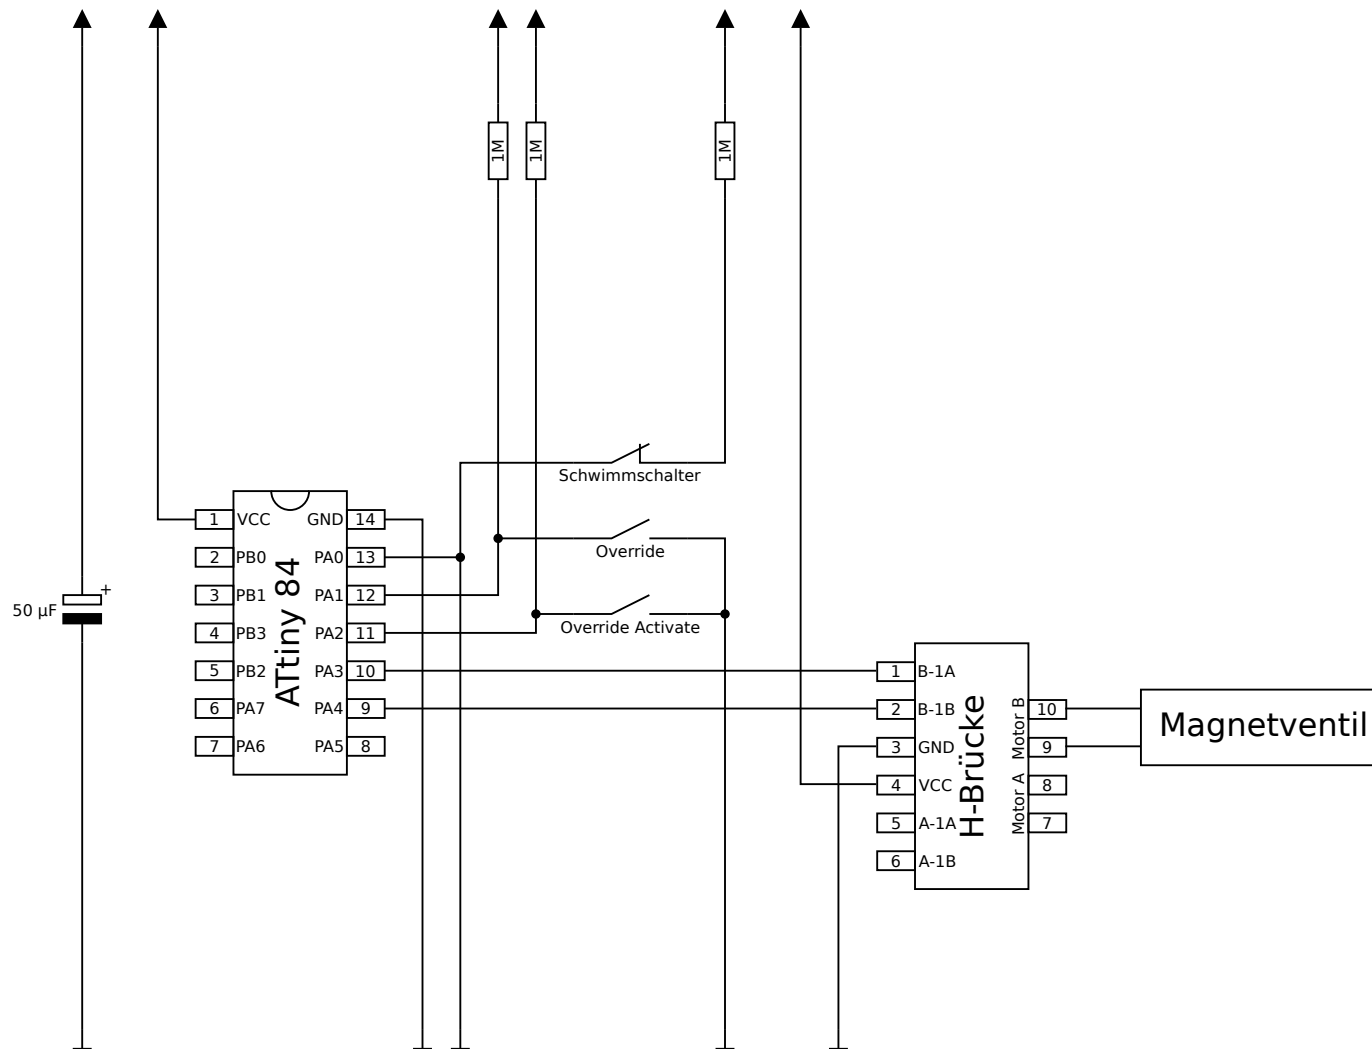 1M
1M
1M
Schwimmschalter
Override
Override Activate
50 µF
+
ATtiny 84
1 VCC GND 14
2 PB0 PA0 13
3 PB1 PA1 12
4 PB3 PA2 11
5 PB2 PA3 10
6 PA7 PA4 9
7 PA6 PA5 8
H-Brücke
1 B-1A
2 B-1B
3 GND
4 VCC
5 A-1A
6 A-1B
Motor B
10
9
Motor A
8
7
Magnetventil